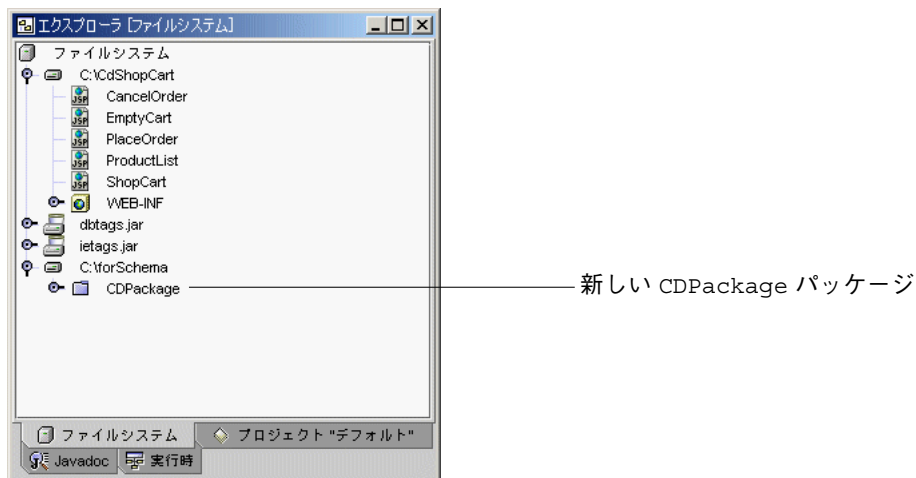 エクスプローラ [ファイルシステム]
ファイルシステム
C:\CdShopCart
CancelOrder
EmptyCart
PlaceOrder
ProductList
ShopCart
WEB-INF
dbtags.jar
ietags.jar
C:\forSchema
CDPackage
新しい CDPackage パッケージ
ファイルシステム
プロジェクト "デフォルト"
Javadoc
実行時